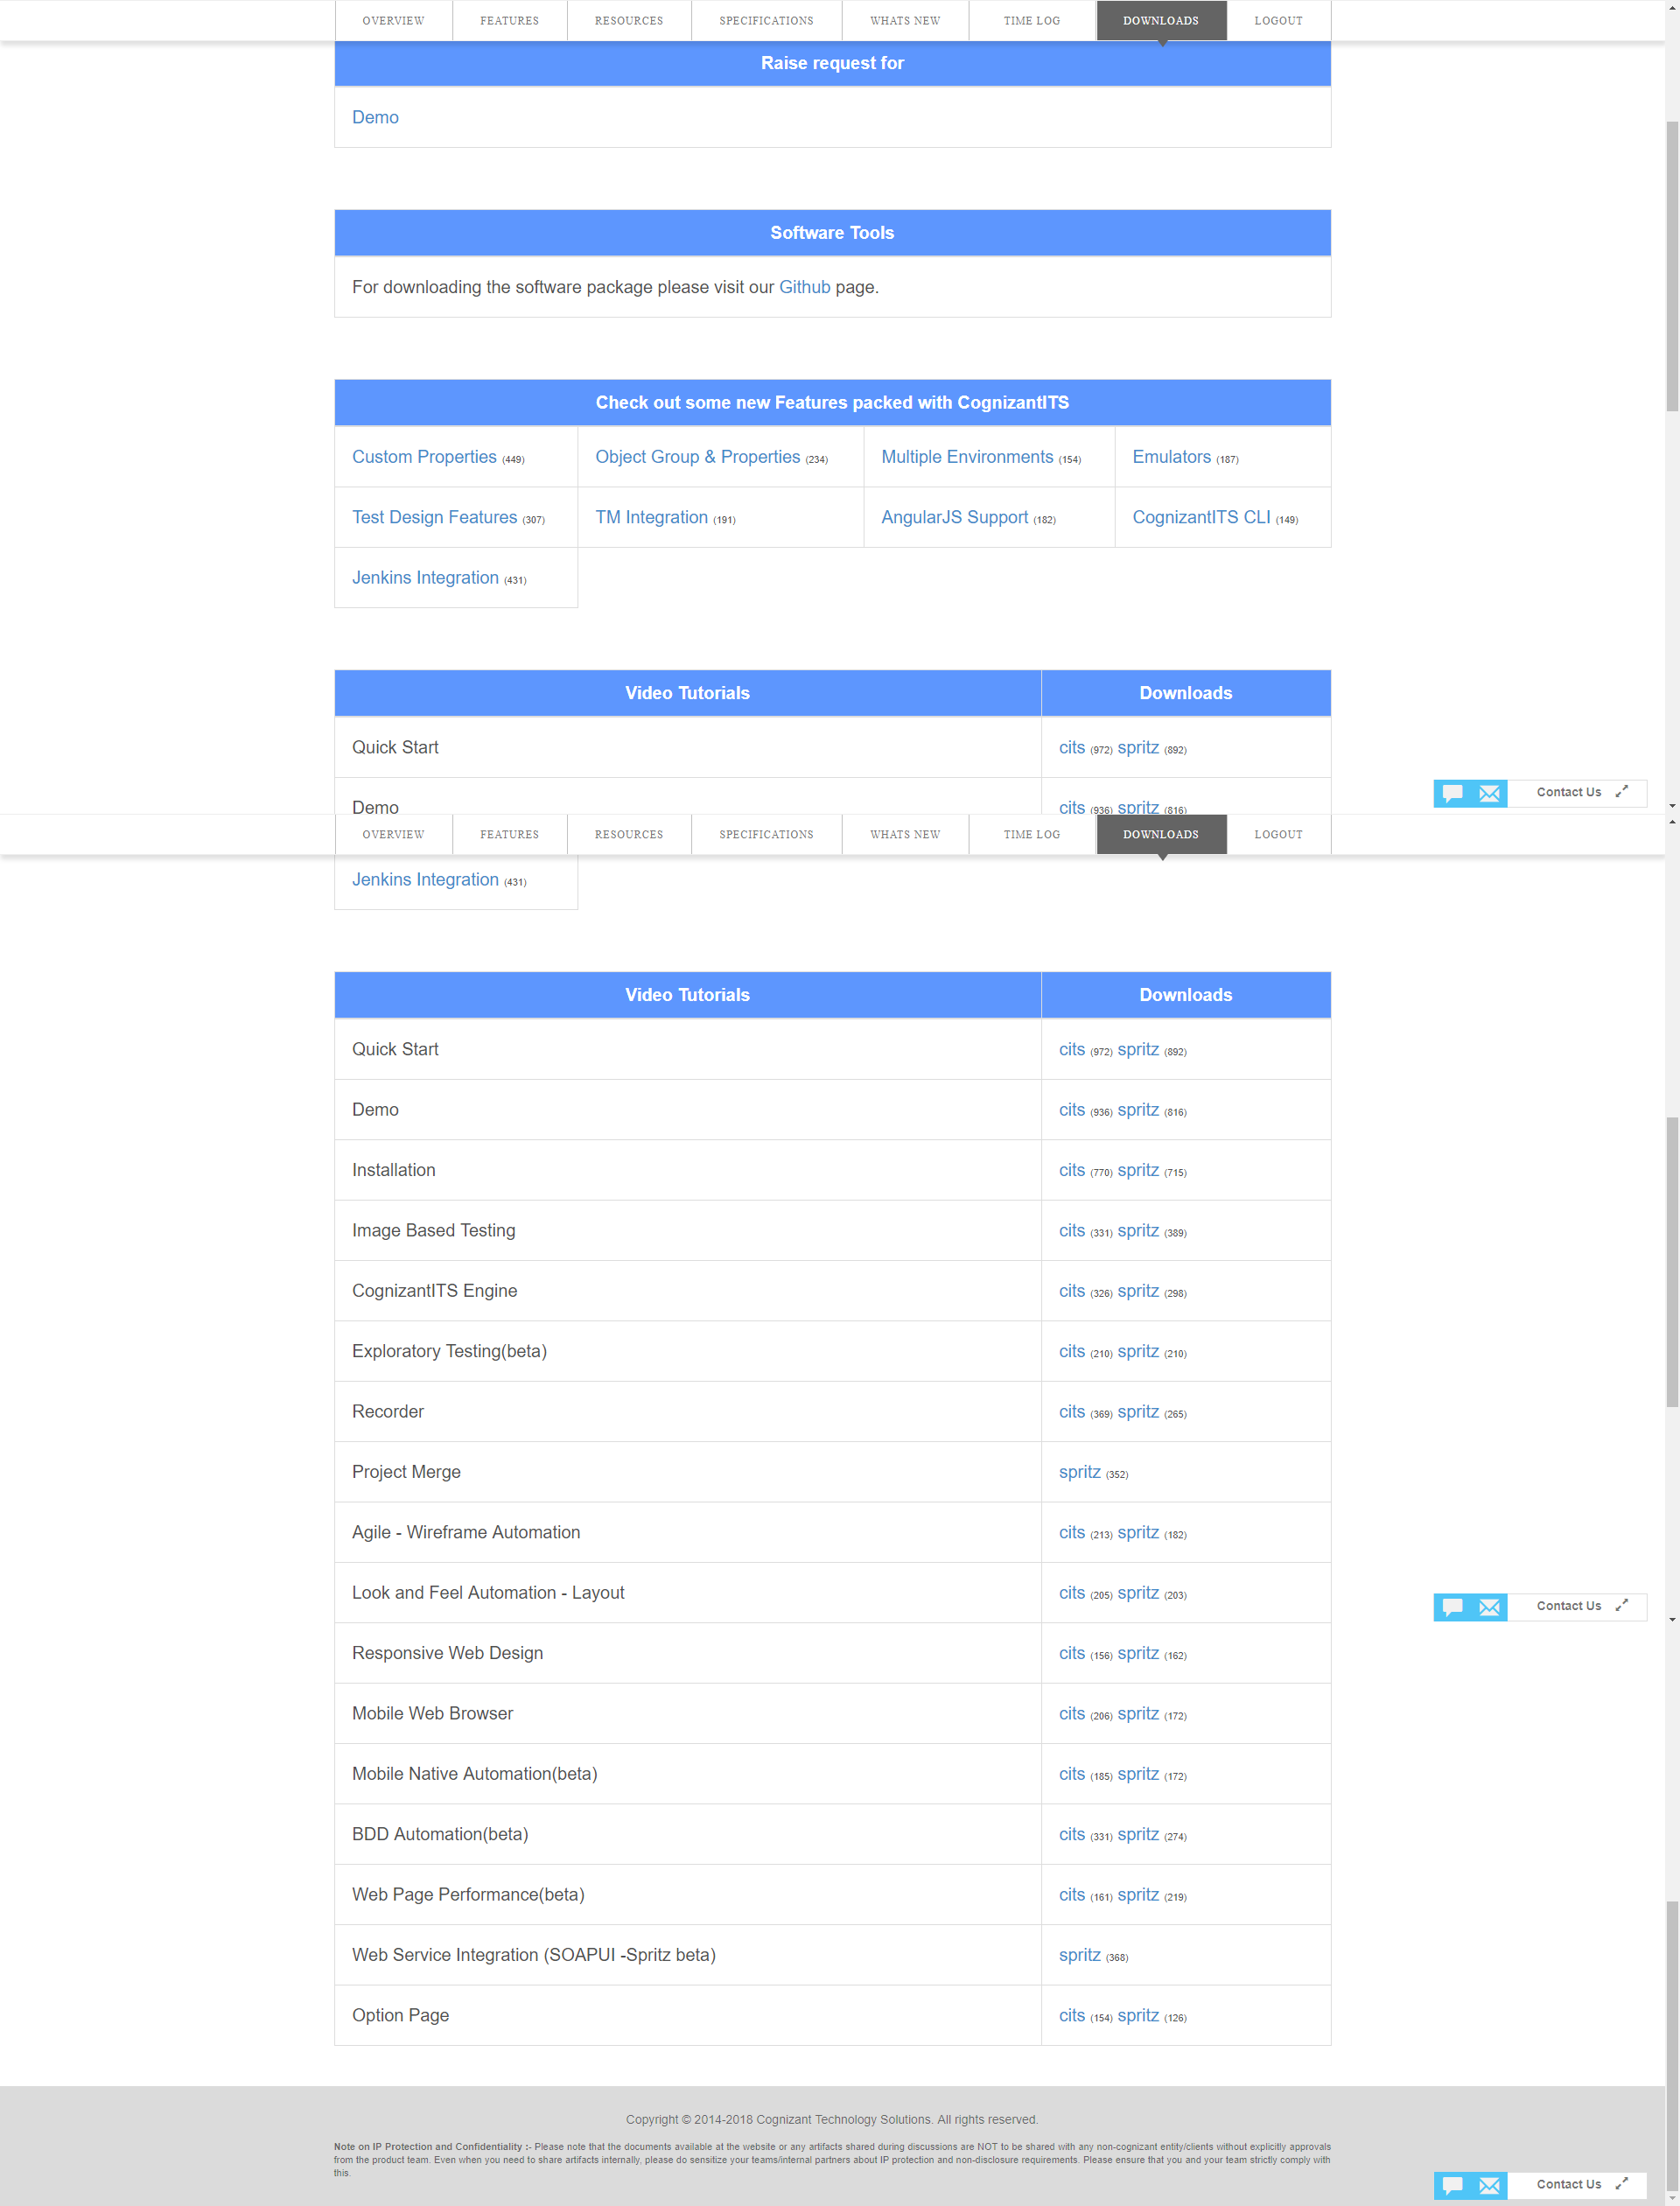 OVERVIEW FEATURES RESOURCES SPECIFICATIONS WHATS NEW TIME LOG DOWNLOADS LOGOUT
Raise request for
Demo
Software Tools
For downloading the software package please visit our Github page.
Check out some new Features packed with CognizantITS
Custom Properties (449) Object Group & Properties (234) Multiple Environments (154) Emulators (187)
Test Design Features (307) TM Integration (191) AngularJS Support (182) CognizantITS CLI (149)
Jenkins Integration (431)
Video Tutorials Downloads
Quick Start cits (972) spritz (892)
Contact Us
Demo cits (936) spritz (816)
OVERVIEW FEATURES RESOURCES SPECIFICATIONS WHATS NEW TIME LOG DOWNLOADS LOGOUT
Jenkins Integration (431)
Video Tutorials Downloads
Quick Start cits (972) spritz (892)
Demo cits (936) spritz (816)
Installation cits (770) spritz (715)
Image Based Testing cits (331) spritz (389)
CognizantITS Engine cits (326) spritz (298)
Exploratory Testing(beta) cits (210) spritz (210)
Recorder cits (369) spritz (265)
Project Merge spritz (352)
Agile - Wireframe Automation cits (213) spritz (182)
Look and Feel Automation - Layout cits (205) spritz (203)
Contact Us
Responsive Web Design cits (156) spritz (162)
Mobile Web Browser cits (206) spritz (172)
Mobile Native Automation(beta) cits (185) spritz (172)
BDD Automation(beta) cits (331) spritz (274)
Web Page Performance(beta) cits (161) spritz (219)
Web Service Integration (SOAPUI -Spritz beta) spritz (368)
Option Page cits (154) spritz (126)
Copyright © 2014-2018 Cognizant Technology Solutions. All rights reserved.
Note on IP Protection and Confidentiality :- Please note that the documents available at the website or any artifacts shared during discussions are NOT to be shared with any non-cognizant entity/clients without explicitly approvals
from the product team. Even when you need to share artifacts internally, please do sensitize your teams/internal partners about IP protection and non-disclosure requirements. Please ensure that you and your team strictly comply with
this.
Contact Us